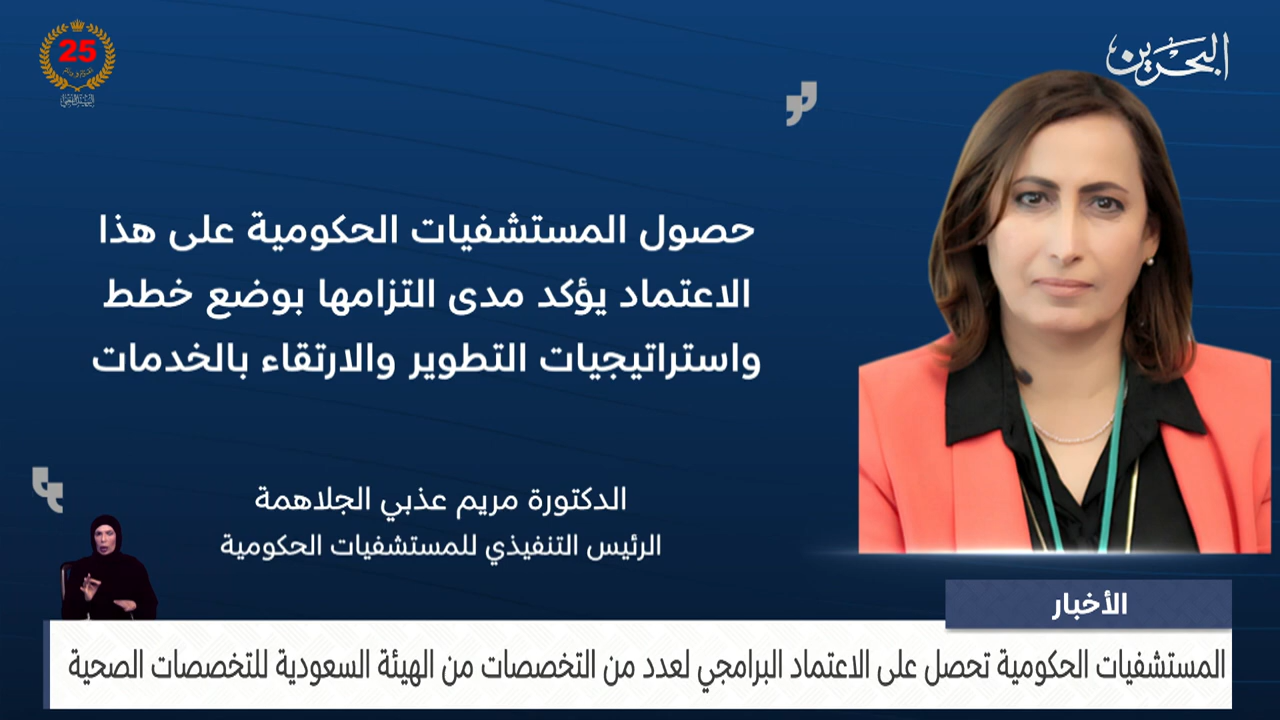 البحرين
25
حصول المستشفيات الحكومية على هذا
الاعتماد يؤكد مدى التزامها بوضع خطط
واستراتيجيات التطوير والارتقاء بالخدمات
الدكتورة مريم عذبي الجلاهمة
الرئيس التنفيذي للمستشفيات الحكومية
الأخبار
المستشفيات الحكومية تحصل على الاعتماد البرامجي لعدد من التخصصات من الهيئة السعودية للتخصصات الصحية